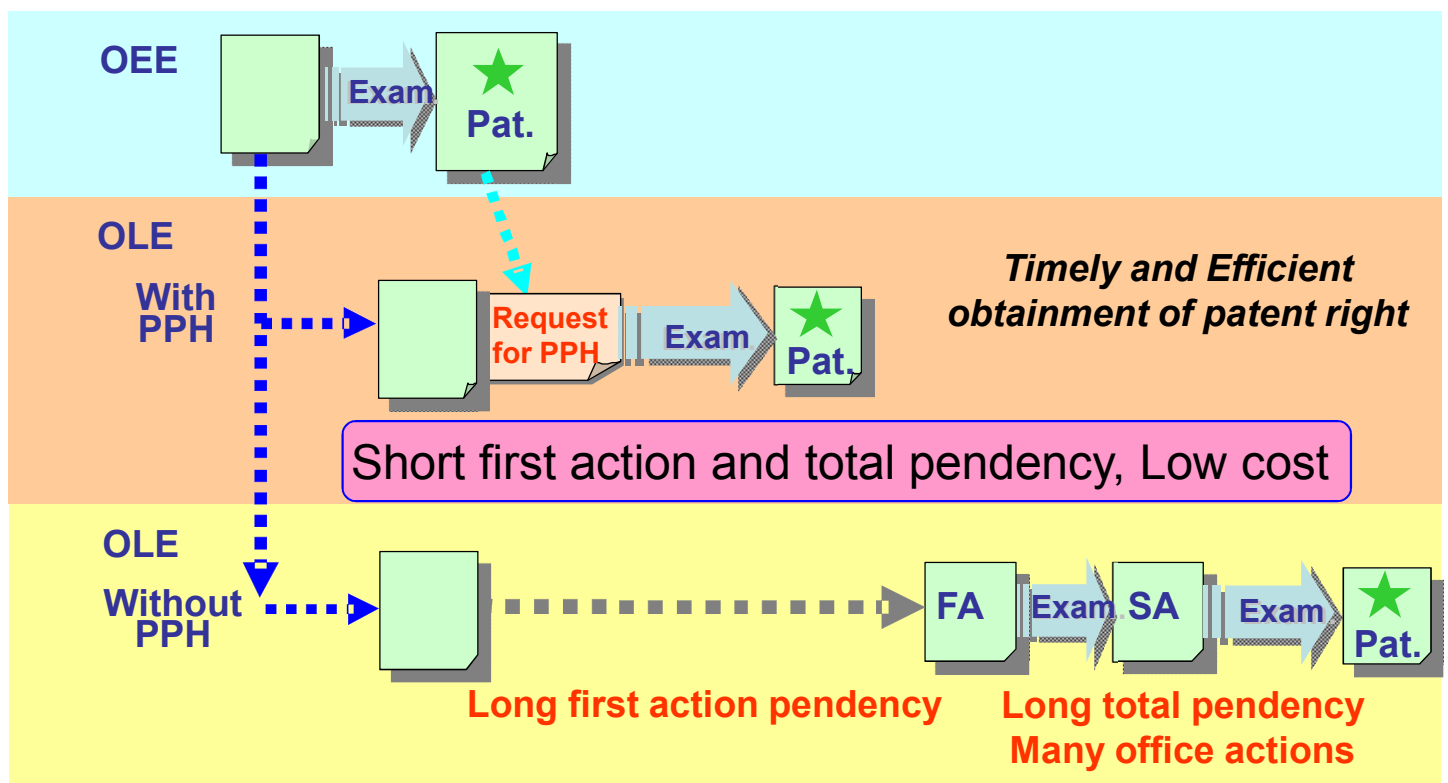 OEE
Exam.
Pat.
OLE
With
PPH
Request
for PPH
Exam.
Pat.
Timely and Efficient
obtainment of patent right
Short first action and total pendency, Low cost
OLE
Without
PPH
FA
Exam.
SA
Exam.
Pat.
Long first action pendency
Long total pendency
Many office actions